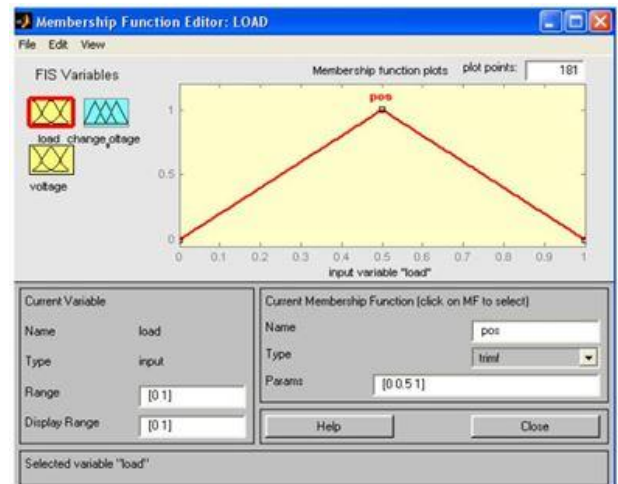 Membership Function Editor: LOAD
File Edit View
FIS Variables
Membership function plots plot points: 181
load change_oltage
voltage
pos
1
0.5
0
0 0.1 0.2 0.3 0.4 0.5 0.6 0.7 0.8 0.9 1
input variable "load"
Current Variable
Name load
Type input
Range [0 1]
Display Range [0 1]
Current Membership Function (click on MF to select)
Name pos
Type trimf
Params [0 0.5 1]
Help Close
Selected variable "load"